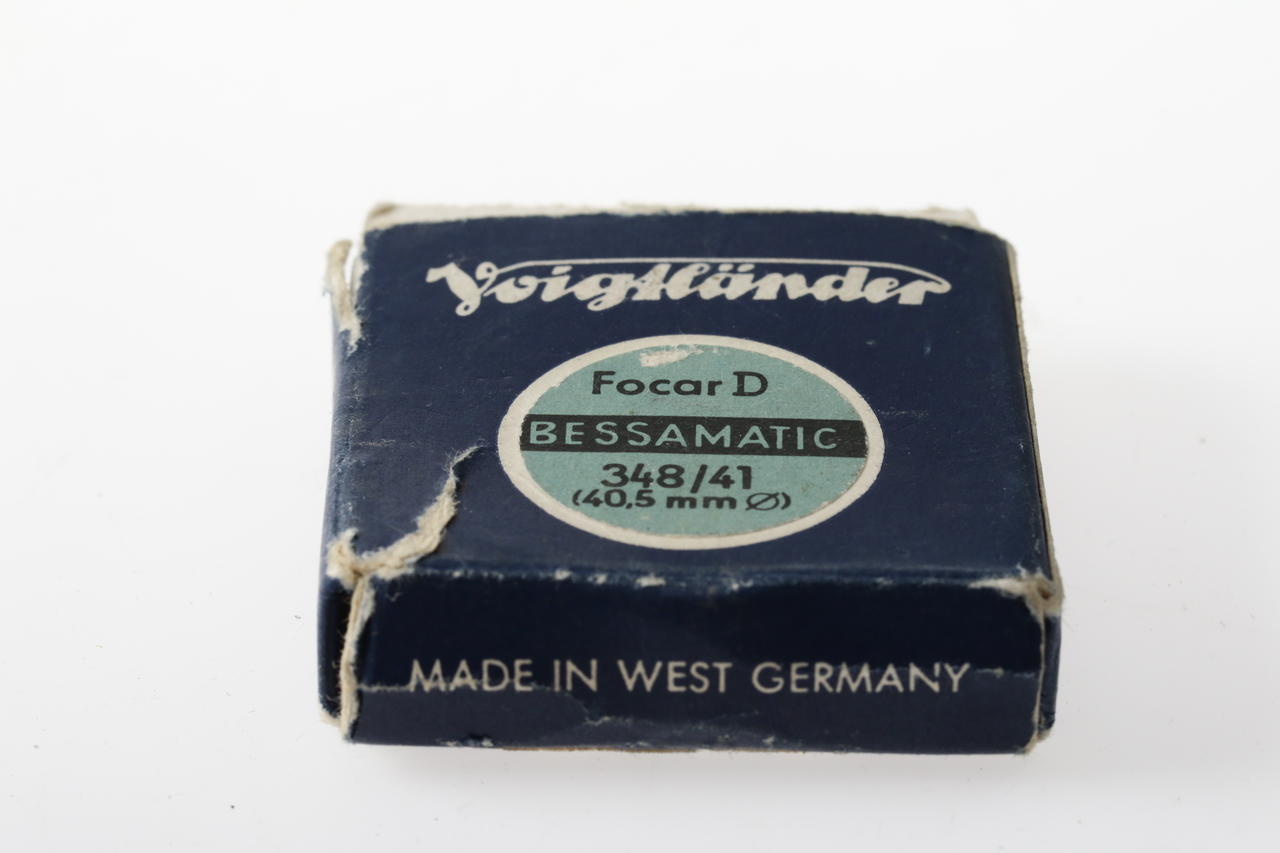 Voigtländer
Focar D
BESSAMATIC
348/41
(40,5 mm Ø)
MADE IN WEST GERMANY